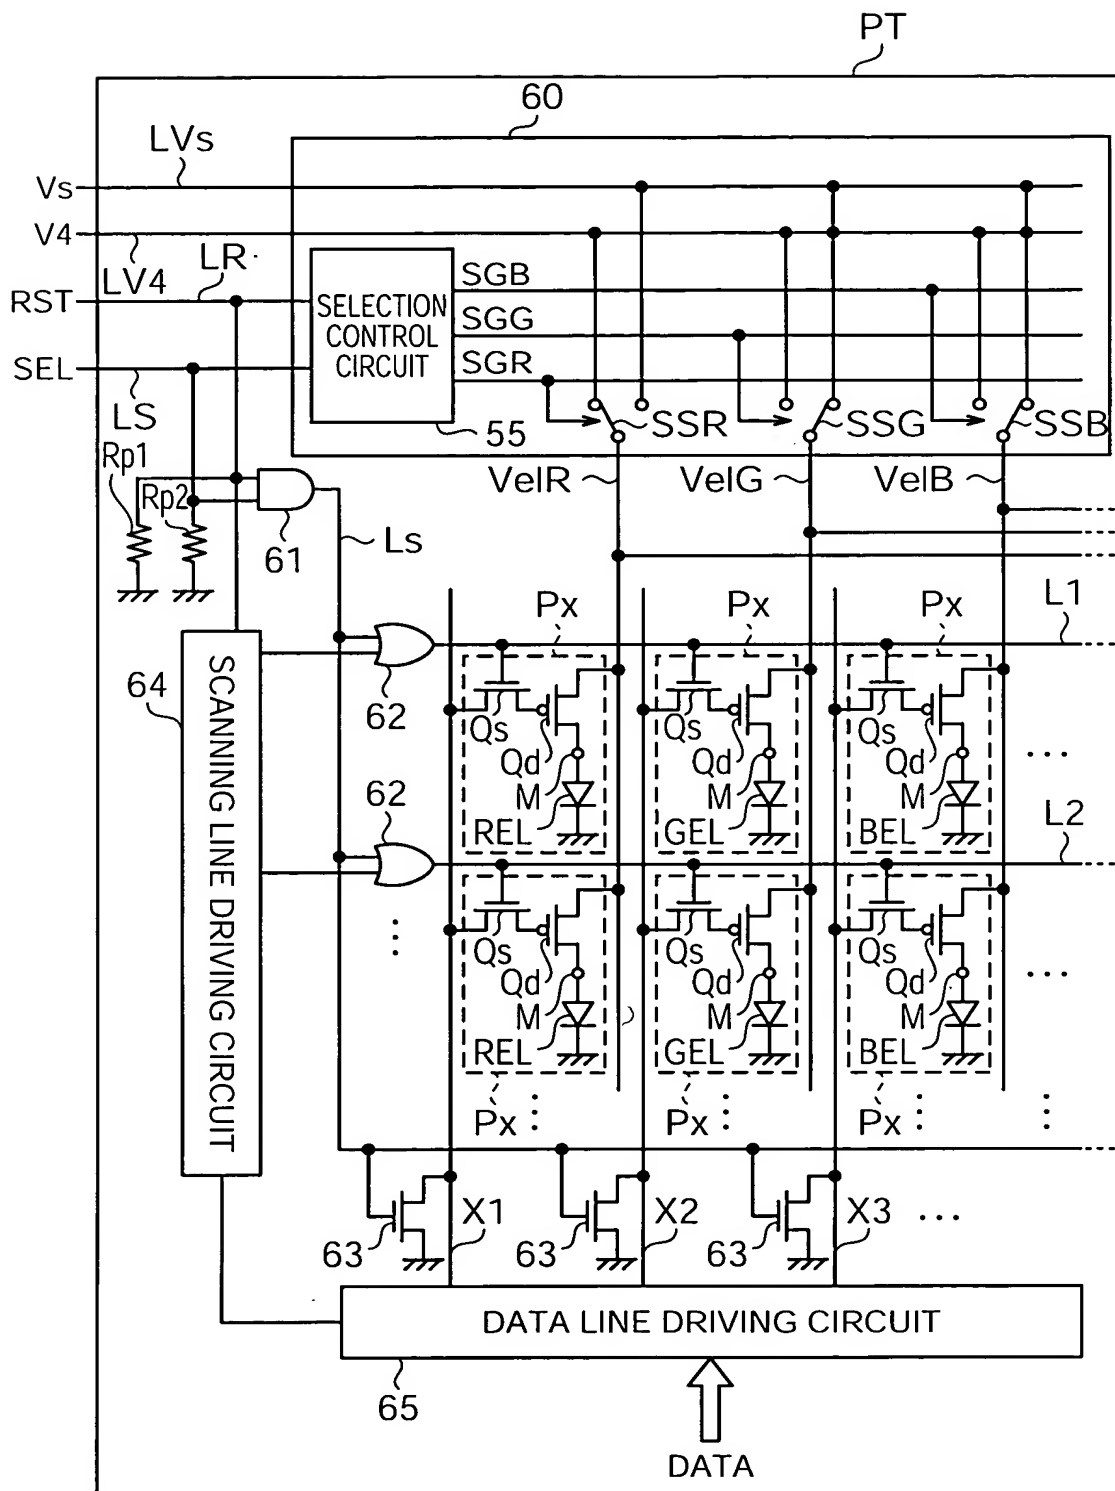 PT
60
LVs
Vs
V4
LR
LV4
RST
SEL
LS
SELECTION
CONTROL
CIRCUIT
SGB
SGG
SGR
55
SSR
SSG
SSB
Rp1
Rp2
61
Ls
VelR
VelG
VelB
Px
Px
Px
L1
64
SCANNING LINE DRIVING CIRCUIT
62
Qs
Qd
M
REL
Qs
Qd
M
GEL
Qs
Qd
M
BEL
...
62
L2
Qs
Qd
M
REL
Qs
Qd
M
GEL
Qs
Qd
M
BEL
...
Px
Px
Px
63
X1
63
X2
63
X3
...
DATA LINE DRIVING CIRCUIT
65
DATA